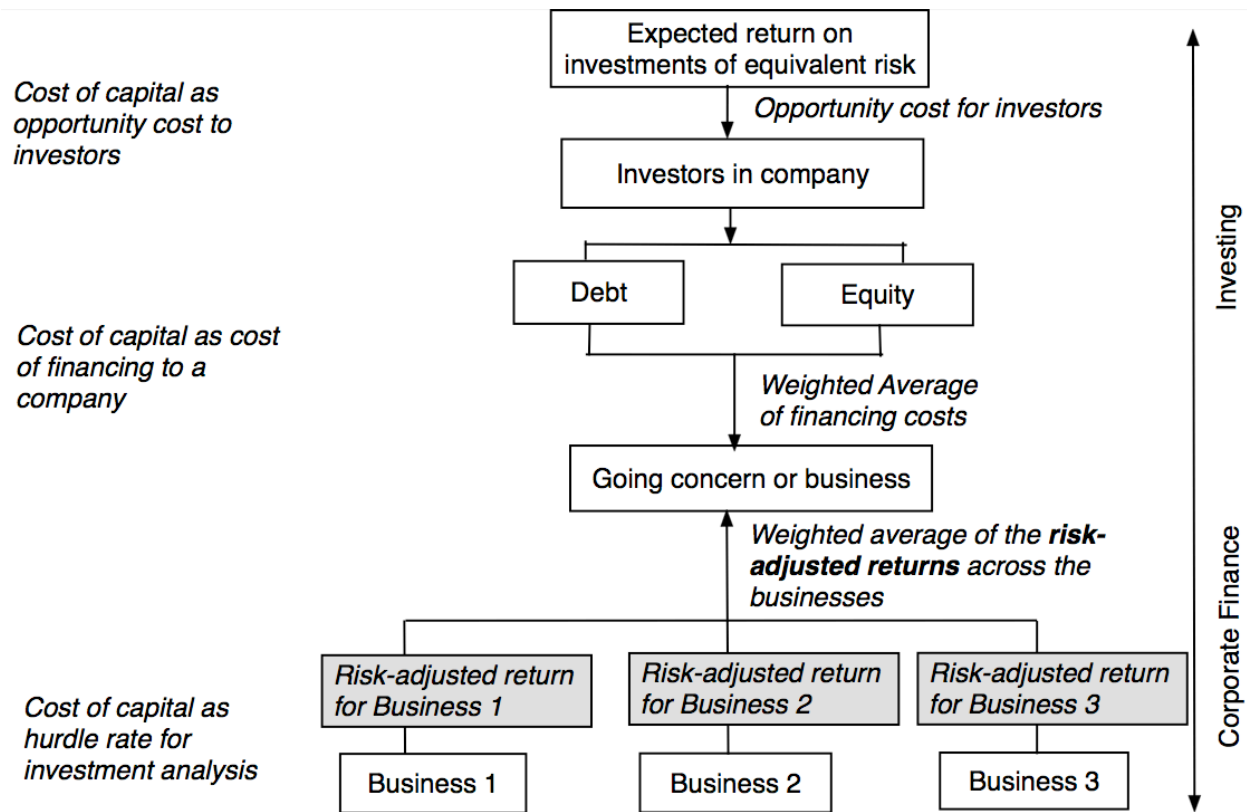 Expected return on
investments of equivalent risk
Cost of capital as
opportunity cost to
investors
Opportunity cost for investors
Investors in company
Investing
Debt
Equity
Cost of capital as cost
of financing to a
company
Weighted Average
of financing costs
Going concern or business
Weighted average of the risk-
adjusted returns across the
businesses
Corporate Finance
Risk-adjusted return
for Business 1
Risk-adjusted return
for Business 2
Risk-adjusted return
for Business 3
Cost of capital as
hurdle rate for
investment analysis
Business 1
Business 2
Business 3